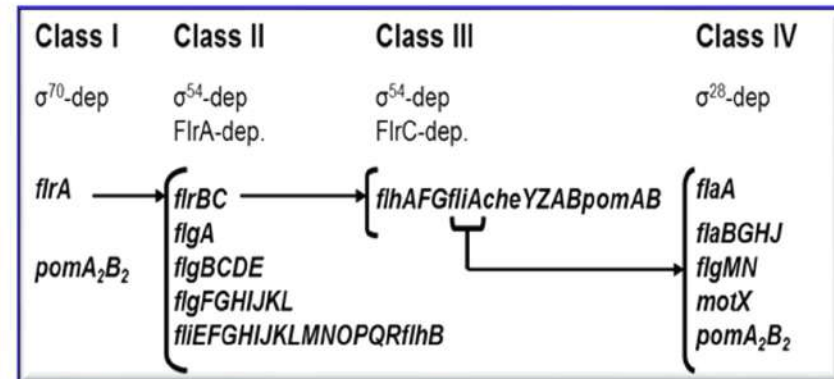 Class I Class II Class III Class IV
σ⁷⁰-dep σ⁵⁴-dep σ⁵⁴-dep σ²⁸-dep
FlrA-dep. FlrC-dep.
flrA flrBC flhAFGfliAcheYZABpomAB flaA
flgA flaBGHJ
pomA₂B₂ flgBCDE flgMN
flgFGHIJKL motX
fliEFGHIJKLMNOPQRflhB pomA₂B₂